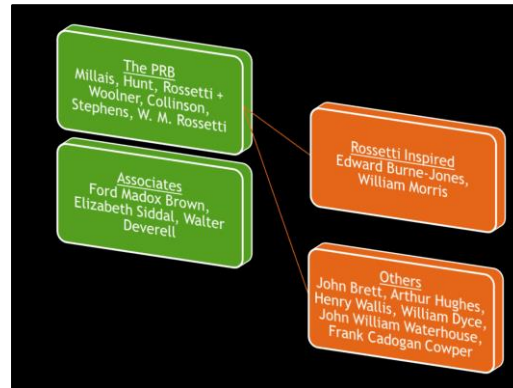 The PRB
Millais, Hunt, Rossetti +
Woolner, Collinson,
Stephens, W. M. Rossetti
Associates
Ford Madox Brown,
Elizabeth Siddal, Walter
Deverell
Rossetti Inspired
Edward Burne-Jones,
William Morris
Others
John Brett, Arthur Hughes,
Henry Wallis, William Dyce,
John William Waterhouse,
Frank Cadogan Cowper